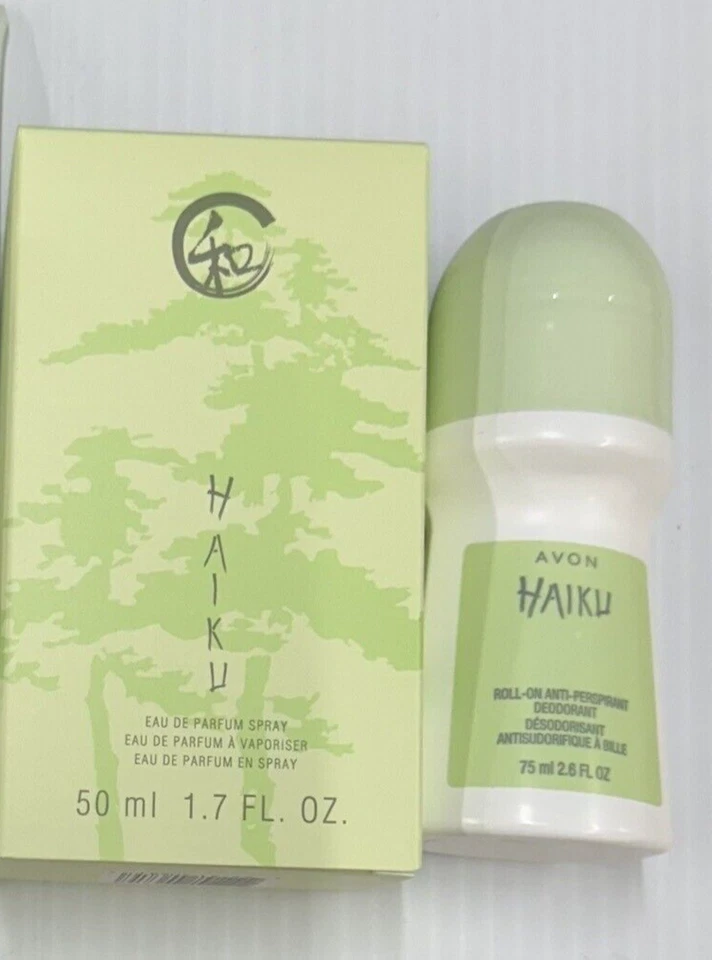 和
H
A
I
K
U
EAU DE PARFUM SPRAY
EAU DE PARFUM À VAPORISER
EAU DE PARFUM EN SPRAY
50 ml 1.7 FL. OZ.
AVON
HAIKU
ROLL-ON ANTI-PERSPIRANT
DEODORANT
DÉSODORISANT
ANTISUDORIFIQUE À BILLE
75 ml 2.6 FL OZ